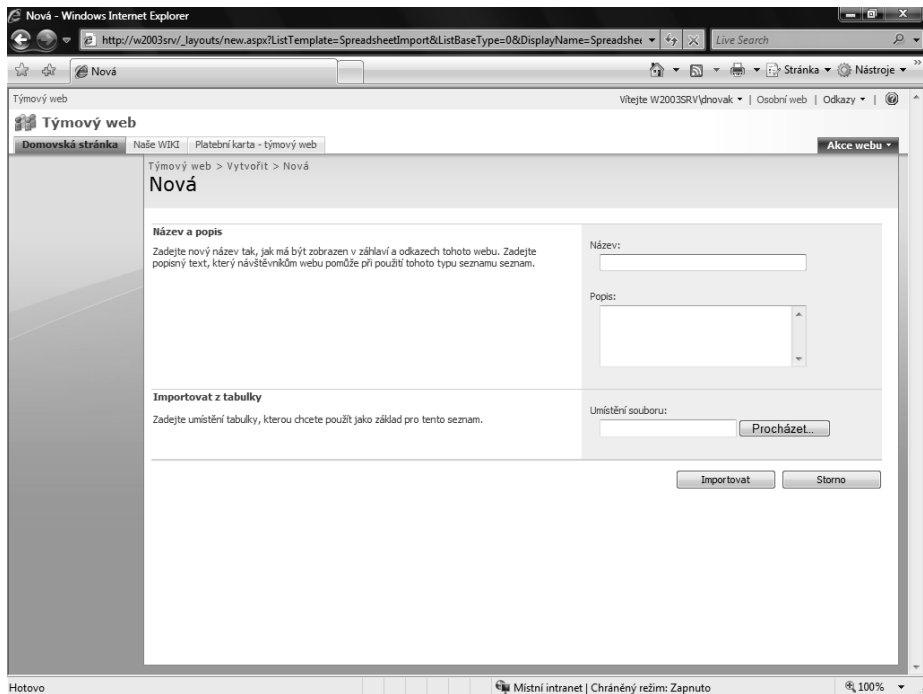 Nová - Windows Internet Explorer
http://w2003srv/_layouts/new.aspx?ListTemplate=SpreadsheetImport&ListBaseType=0&DisplayName=Spreadshee
Live Search
Nová
Stránka
Nástroje
Týmový web
Vítejte W2003SRV\dnovak | Osobní web | Odkazy |
Týmový web
Domovská stránka Naše WIKI Platební karta - týmový web Akce webu
Týmový web > Vytvořit > Nová
Nová
Název a popis
Zadejte nový název tak, jak má být zobrazen v záhlaví a odkazech tohoto webu. Zadejte
popisný text, který návštěvníkům webu pomůže při použití tohoto typu seznamu seznam.
Název:
Popis:
Importovat z tabulky
Zadejte umístění tabulky, kterou chcete použít jako základ pro tento seznam.
Umístění souboru:
Procházet...
Importovat Storno
Hotovo
Místní intranet | Chráněný režim: Zapnuto
100%